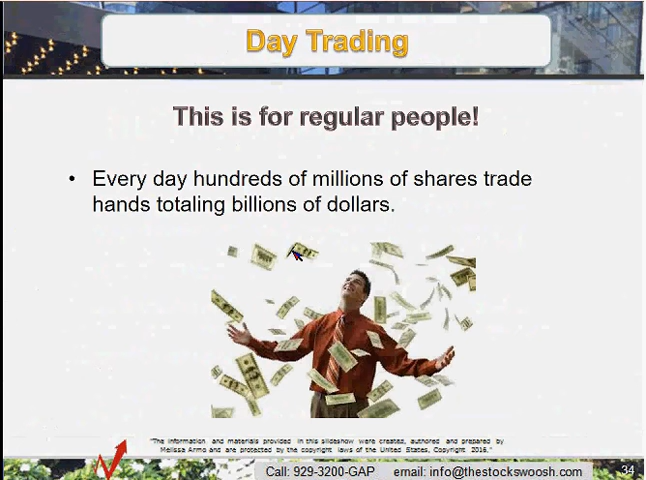 Day Trading
This is for regular people!
• Every day hundreds of millions of shares trade
hands totaling billions of dollars.
"The information and materials provided in this slideshow were created, authored and prepared by
Melissa Armo and are protected by the copyright laws of the United States, Copyright 2016."
Call: 929-3200-GAP email: info@thestockswoosh.com
34